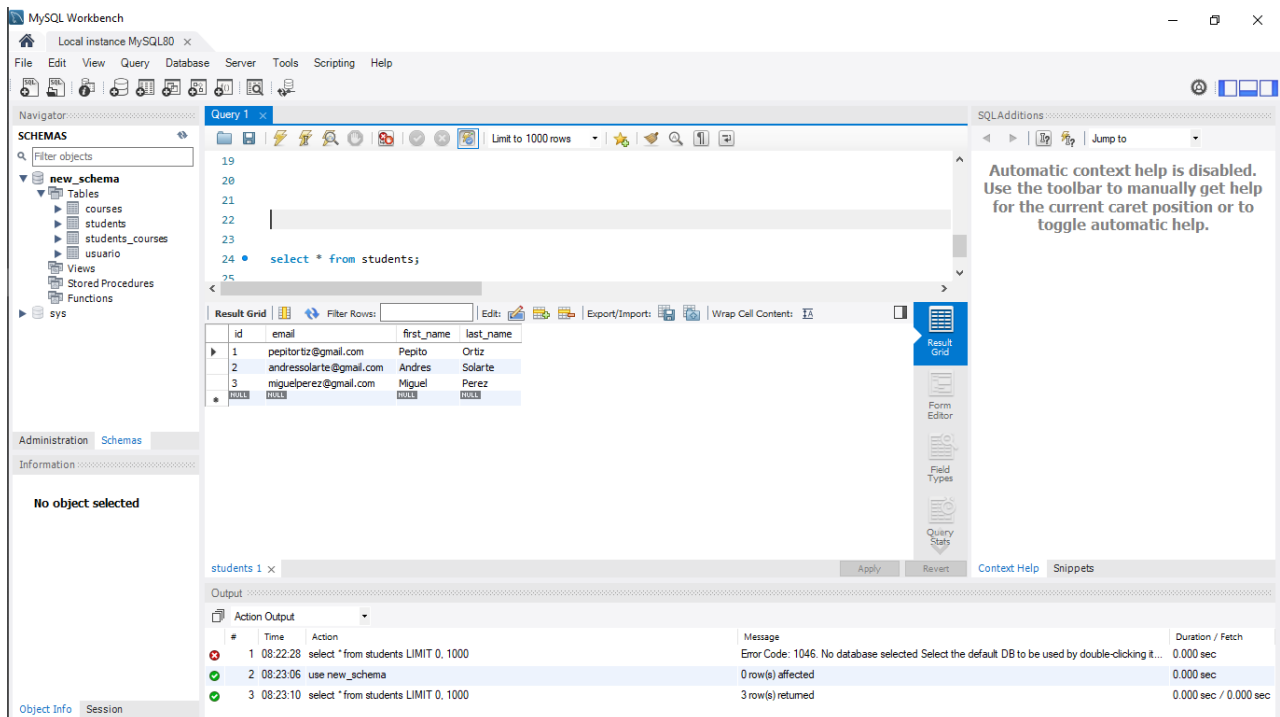 MySQL Workbench
Local instance MySQL80
File Edit View Query Database Server Tools Scripting Help
Navigator
SCHEMAS
Filter objects
new_schema
Tables
courses
students
students_courses
usuario
Views
Stored Procedures
Functions
sys
Administration Schemas
Information
No object selected
Object Info Session
Query 1
Limit to 1000 rows
19
20
21
22
23
24 select * from students;
25
Result Grid Filter Rows: Edit: Export/Import: Wrap Cell Content:
id email first_name last_name
1 pepitortiz@gmail.com Pepito Ortiz
2 andressolarte@gmail.com Andres Solarte
3 miguelperez@gmail.com Miguel Perez
NULL NULL NULL NULL
Result
Grid
Form
Editor
Field
Types
Query
Stats
students 1 Apply Revert
SQLAdditions
Jump to
Automatic context help is disabled.
Use the toolbar to manually get help
for the current caret position or to
toggle automatic help.
Context Help Snippets
Output
Action Output
# Time Action Message Duration / Fetch
1 08:22:28 select * from students LIMIT 0, 1000 Error Code: 1046. No database selected Select the default DB to be used by double-clicking it... 0.000 sec
2 08:23:06 use new_schema 0 row(s) affected 0.000 sec
3 08:23:10 select * from students LIMIT 0, 1000 3 row(s) returned 0.000 sec / 0.000 sec